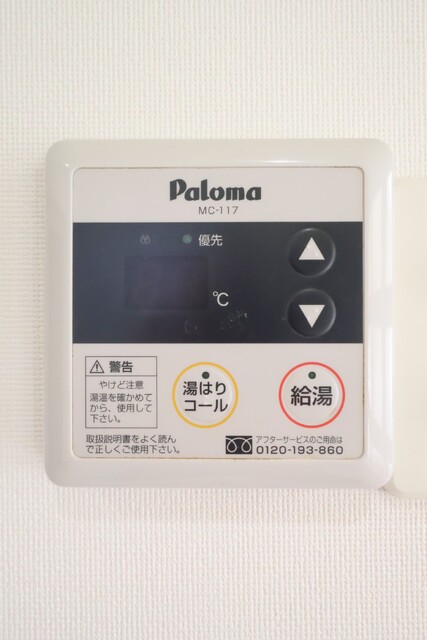 Paloma
MC-117
優先
℃
▲
▼
⚠ 警告
やけど注意
湯温を確かめて
から、使用して
下さい。
湯はり
コール
給湯
取扱説明書をよく読ん
で正しくご使用下さい。
アフターサービスのご用命は
0120-193-860